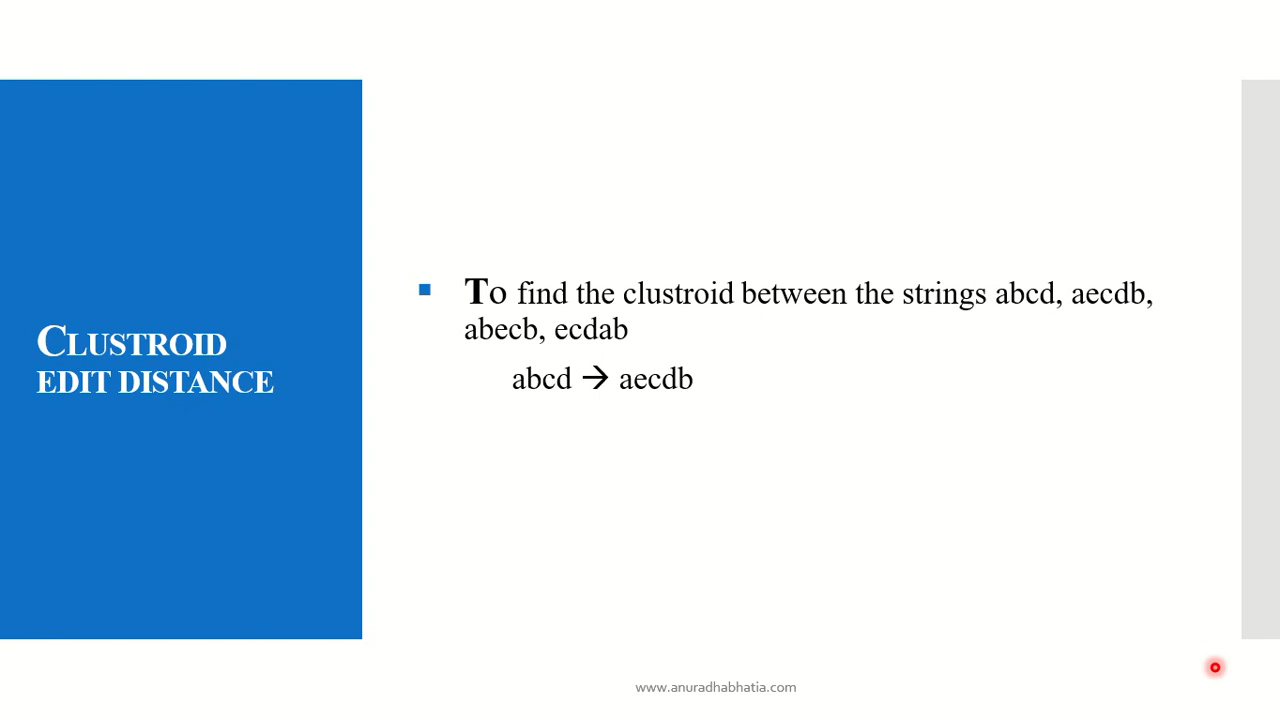 CLUSTROID
EDIT DISTANCE
To find the clustroid between the strings abcd, aecdb,
abecb, ecdab
abcd → aecdb
www.anuradhabhatia.com